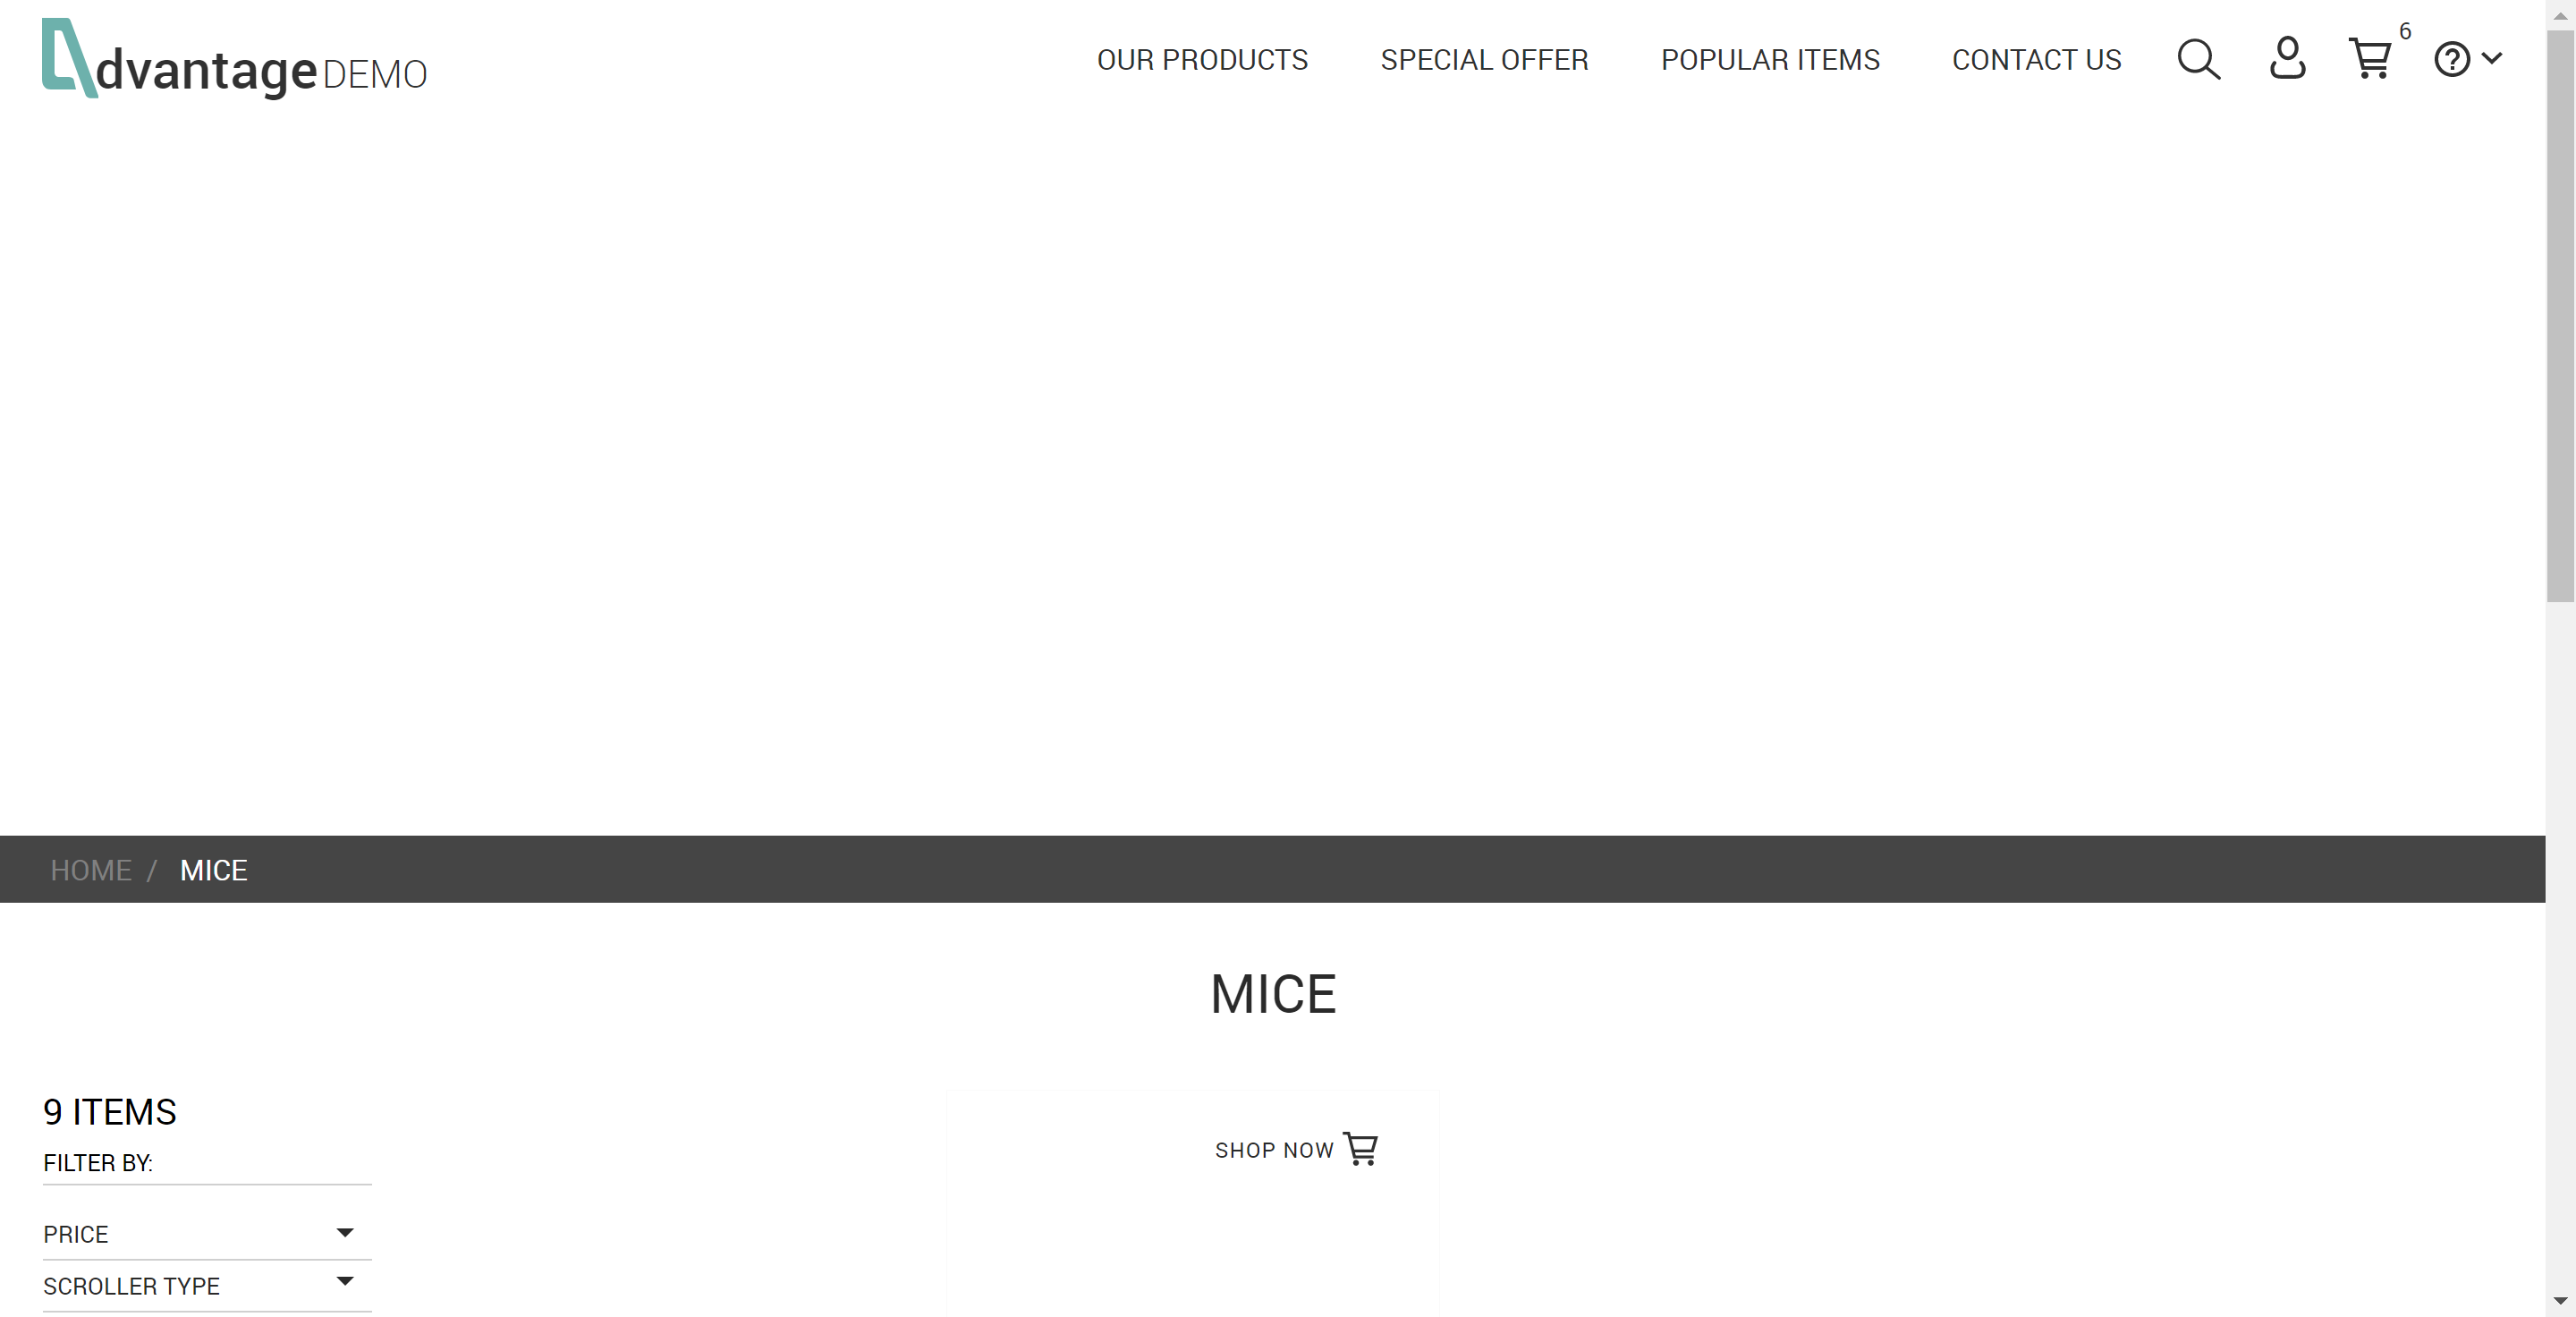 dvantage DEMO
OUR PRODUCTS SPECIAL OFFER POPULAR ITEMS CONTACT US 6
HOME / MICE
MICE
9 ITEMS
SHOP NOW
FILTER BY:
PRICE
SCROLLER TYPE